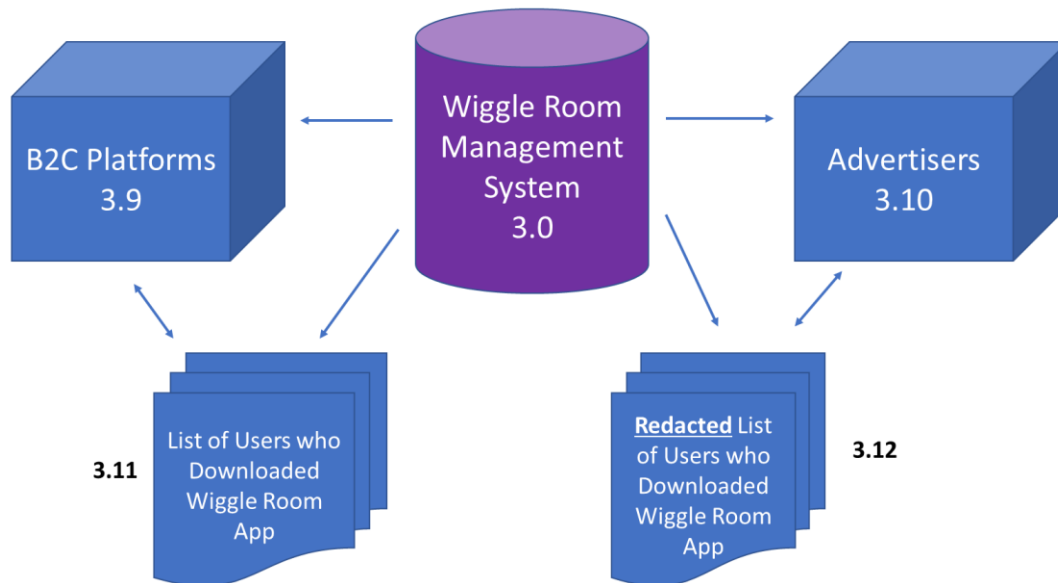 Wiggle Room
Management
System
3.0
B2C Platforms
3.9
Advertisers
3.10
3.11
List of Users who
Downloaded
Wiggle Room
App
Redacted List
of Users who
Downloaded
Wiggle Room
App
3.12